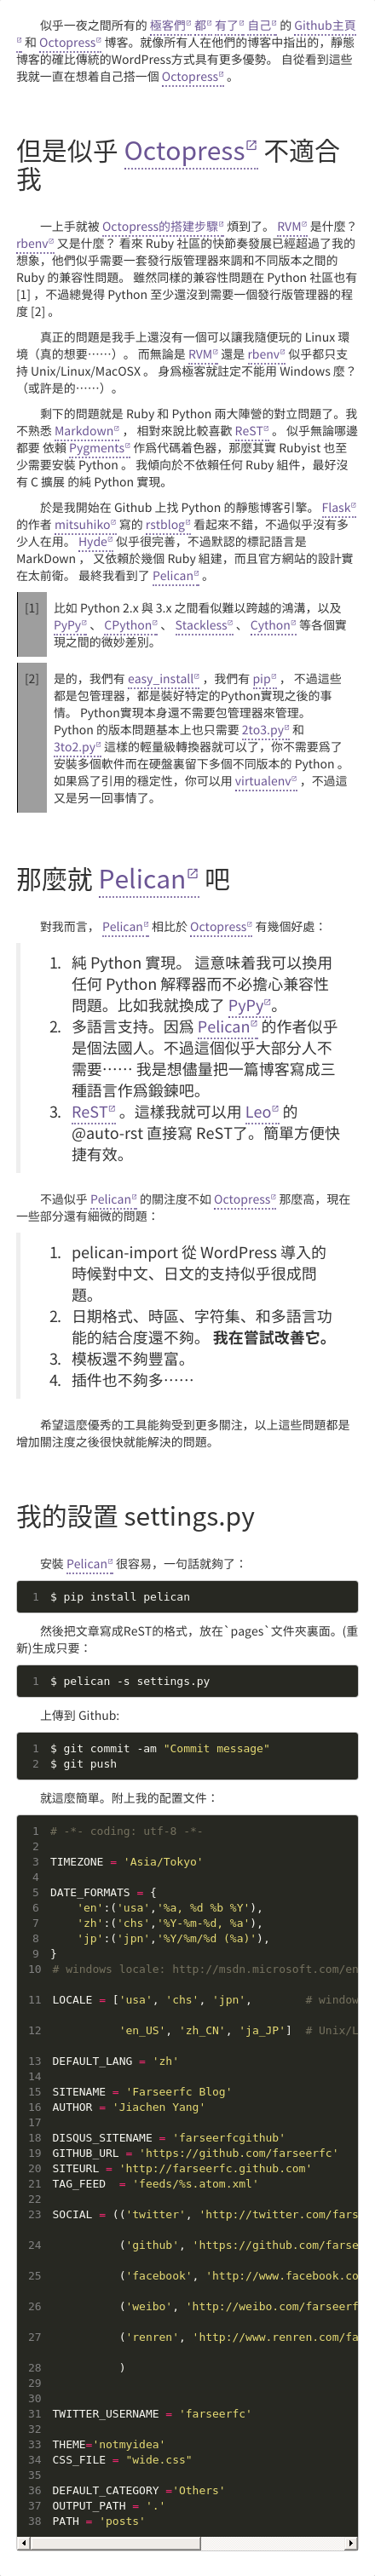 似乎一夜之間所有的 極客們 都 有了 自己 的 Github主頁
和 Octopress 博客。就像所有人在他們的博客中指出的，靜態
博客的確比傳統的WordPress方式具有更多優勢。 自從看到這些
我就一直在想着自己搭一個 Octopress 。
但是似乎 Octopress 不適合
我
一上手就被 Octopress的搭建步驟 煩到了。 RVM 是什麼？
rbenv 又是什麼？ 看來 Ruby 社區的快節奏發展已經超過了我的
想象，他們似乎需要一套發行版管理器來調和不同版本之間的
Ruby 的兼容性問題。 雖然同樣的兼容性問題在 Python 社區也有
[1] ，不過總覺得 Python 至少還沒到需要一個發行版管理器的程
度 [2] 。
真正的問題是我手上還沒有一個可以讓我隨便玩的 Linux 環
境（真的想要……）。 而無論是 RVM 還是 rbenv 似乎都只支
持 Unix/Linux/MacOSX 。 身爲極客就註定不能用 Windows 麼？
（或許是的……）。
剩下的問題就是 Ruby 和 Python 兩大陣營的對立問題了。我
不熟悉 Markdown ， 相對來說比較喜歡 ReST 。 似乎無論哪邊
都要 依賴 Pygments 作爲代碼着色器，那麼其實 Rubyist 也至
少需要安裝 Python 。 我傾向於不依賴任何 Ruby 組件，最好沒
有 C 擴展 的純 Python 實現。
於是我開始在 Github 上找 Python 的靜態博客引擎。 Flask
的作者 mitsuhiko 寫的 rstblog 看起來不錯，不過似乎沒有多
少人在用。 Hyde 似乎很完善，不過默認的標記語言是
MarkDown ， 又依賴於幾個 Ruby 組建，而且官方網站的設計實
在太前衛。 最終我看到了 Pelican 。
[1] 比如 Python 2.x 與 3.x 之間看似難以跨越的鴻溝，以及
PyPy 、 CPython 、 Stackless 、 Cython 等各個實
現之間的微妙差別。
[2] 是的，我們有 easy_install ，我們有 pip ， 不過這些
都是包管理器，都是裝好特定的Python實現之後的事
情。 Python實現本身還不需要包管理器來管理。
Python 的版本問題基本上也只需要 2to3.py 和
3to2.py 這樣的輕量級轉換器就可以了，你不需要爲了
安裝多個軟件而在硬盤裏留下多個不同版本的 Python 。
如果爲了引用的穩定性，你可以用 virtualenv ，不過這
又是另一回事情了。
那麼就 Pelican 吧
對我而言， Pelican 相比於 Octopress 有幾個好處：
1. 純 Python 實現。 這意味着我可以換用
任何 Python 解釋器而不必擔心兼容性
問題。比如我就換成了 PyPy。
2. 多語言支持。因爲 Pelican 的作者似乎
是個法國人。不過這個似乎大部分人不
需要…… 我是想儘量把一篇博客寫成三
種語言作爲鍛鍊吧。
3. ReST 。這樣我就可以用 Leo 的
@auto-rst 直接寫 ReST了。簡單方便快
捷有效。
不過似乎 Pelican 的關注度不如 Octopress 那麼高，現在
一些部分還有細微的問題：
1. pelican-import 從 WordPress 導入的
時候對中文、日文的支持似乎很成問
題。
2. 日期格式、時區、字符集、和多語言功
能的結合度還不夠。 我在嘗試改善它。
3. 模板還不夠豐富。
4. 插件也不夠多……
希望這麼優秀的工具能夠受到更多關注，以上這些問題都是
增加關注度之後很快就能解決的問題。
我的設置 settings.py
安裝 Pelican 很容易，一句話就夠了：
1 $ pip install pelican
然後把文章寫成ReST的格式，放在`pages`文件夾裏面。(重
新)生成只要：
1 $ pelican -s settings.py
上傳到 Github:
1 $ git commit -am "Commit message"
2 $ git push
就這麼簡單。附上我的配置文件：
1 # -*- coding: utf-8 -*-
2
3 TIMEZONE = 'Asia/Tokyo'
4
5 DATE_FORMATS = {
6     'en':('usa','%a, %d %b %Y'),
7     'zh':('chs','%Y-%m-%d, %a'),
8     'jp':('jpn','%Y/%m/%d (%a)'),
9 }
10 # windows locale: http://msdn.microsoft.com/en
11 LOCALE = ['usa', 'chs', 'jpn',        # window
12           'en_US', 'zh_CN', 'ja_JP']  # Unix/L
13 DEFAULT_LANG = 'zh'
14
15 SITENAME = 'Farseerfc Blog'
16 AUTHOR = 'Jiachen Yang'
17
18 DISQUS_SITENAME = 'farseerfcgithub'
19 GITHUB_URL = 'https://github.com/farseerfc'
20 SITEURL = 'http://farseerfc.github.com'
21 TAG_FEED  = 'feeds/%s.atom.xml'
22
23 SOCIAL = (('twitter', 'http://twitter.com/fars
24           ('github', 'https://github.com/farse
25           ('facebook', 'http://www.facebook.co
26           ('weibo', 'http://weibo.com/farseerf
27           ('renren', 'http://www.renren.com/fa
28           )
29
30
31 TWITTER_USERNAME = 'farseerfc'
32
33 THEME='notmyidea'
34 CSS_FILE = "wide.css"
35
36 DEFAULT_CATEGORY ='Others'
37 OUTPUT_PATH = '.'
38 PATH = 'posts'